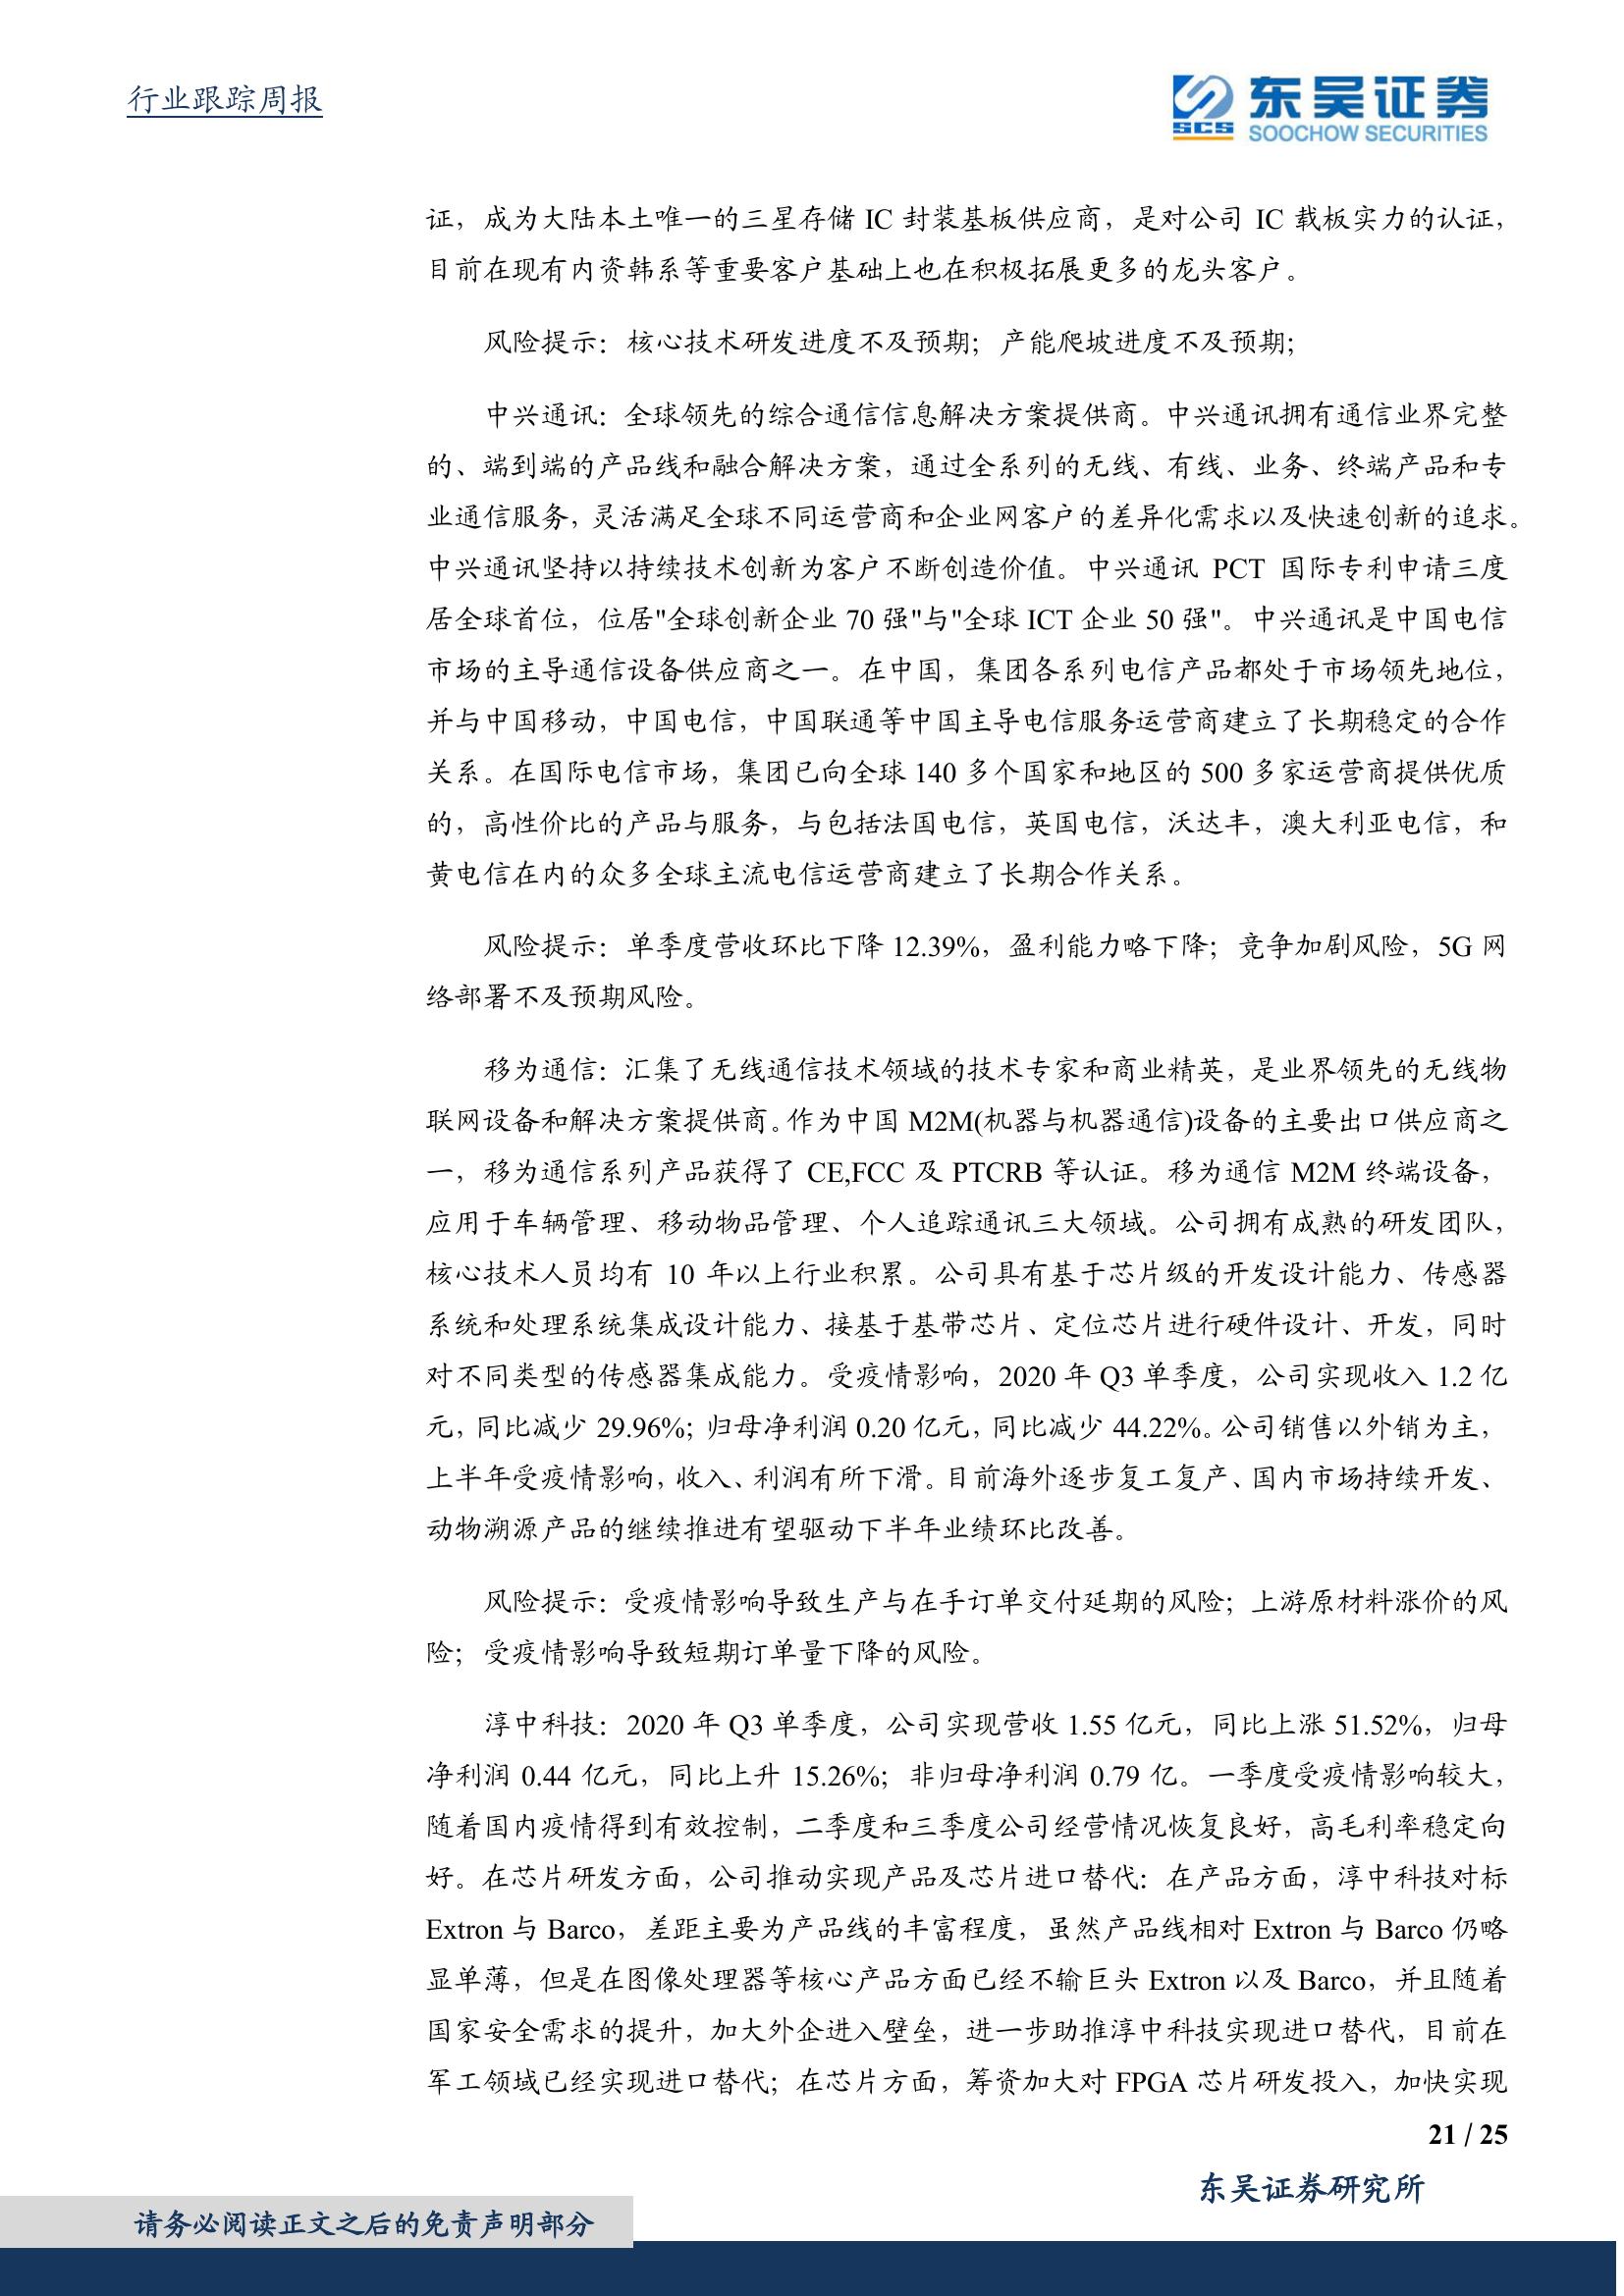 行业跟踪周报
东吴证券
SCS
SOOCHOW SECURITIES
证，成为大陆本土唯一的三星存储 IC 封装基板供应商，是对公司 IC 载板实力的认证，
目前在现有内资韩系等重要客户基础上也在积极拓展更多的龙头客户。
风险提示：核心技术研发进度不及预期；产能爬坡进度不及预期；
中兴通讯：全球领先的综合通信信息解决方案提供商。中兴通讯拥有通信业界完整
的、端到端的产品线和融合解决方案，通过全系列的无线、有线、业务、终端产品和专
业通信服务，灵活满足全球不同运营商和企业网客户的差异化需求以及快速创新的追求。
中兴通讯坚持以持续技术创新为客户不断创造价值。中兴通讯 PCT 国际专利申请三度
居全球首位，位居"全球创新企业 70 强"与"全球 ICT 企业 50 强"。中兴通讯是中国电信
市场的主导通信设备供应商之一。在中国，集团各系列电信产品都处于市场领先地位，
并与中国移动，中国电信，中国联通等中国主导电信服务运营商建立了长期稳定的合作
关系。在国际电信市场，集团已向全球 140 多个国家和地区的 500 多家运营商提供优质
的，高性价比的产品与服务，与包括法国电信，英国电信，沃达丰，澳大利亚电信，和
黄电信在内的众多全球主流电信运营商建立了长期合作关系。
风险提示：单季度营收环比下降 12.39%，盈利能力略下降；竞争加剧风险，5G 网
络部署不及预期风险。
移为通信：汇集了无线通信技术领域的技术专家和商业精英，是业界领先的无线物
联网设备和解决方案提供商。作为中国 M2M(机器与机器通信)设备的主要出口供应商之
一，移为通信系列产品获得了 CE,FCC 及 PTCRB 等认证。移为通信 M2M 终端设备，
应用于车辆管理、移动物品管理、个人追踪通讯三大领域。公司拥有成熟的研发团队，
核心技术人员均有 10 年以上行业积累。公司具有基于芯片级的开发设计能力、传感器
系统和处理系统集成设计能力、接基于基带芯片、定位芯片进行硬件设计、开发，同时
对不同类型的传感器集成能力。受疫情影响，2020 年 Q3 单季度，公司实现收入 1.2 亿
元，同比减少 29.96%；归母净利润 0.20 亿元，同比减少 44.22%。公司销售以外销为主，
上半年受疫情影响，收入、利润有所下滑。目前海外逐步复工复产、国内市场持续开发、
动物溯源产品的继续推进有望驱动下半年业绩环比改善。
风险提示：受疫情影响导致生产与在手订单交付延期的风险；上游原材料涨价的风
险；受疫情影响导致短期订单量下降的风险。
淳中科技：2020 年 Q3 单季度，公司实现营收 1.55 亿元，同比上涨 51.52%，归母
净利润 0.44 亿元，同比上升 15.26%；非归母净利润 0.79 亿。一季度受疫情影响较大，
随着国内疫情得到有效控制，二季度和三季度公司经营情况恢复良好，高毛利率稳定向
好。在芯片研发方面，公司推动实现产品及芯片进口替代：在产品方面，淳中科技对标
Extron 与 Barco，差距主要为产品线的丰富程度，虽然产品线相对 Extron 与 Barco 仍略
显单薄，但是在图像处理器等核心产品方面已经不输巨头 Extron 以及 Barco，并且随着
国家安全需求的提升，加大外企进入壁垒，进一步助推淳中科技实现进口替代，目前在
军工领域已经实现进口替代；在芯片方面，筹资加大对 FPGA 芯片研发投入，加快实现
21 / 25
东吴证券研究所
请务必阅读正文之后的免责声明部分